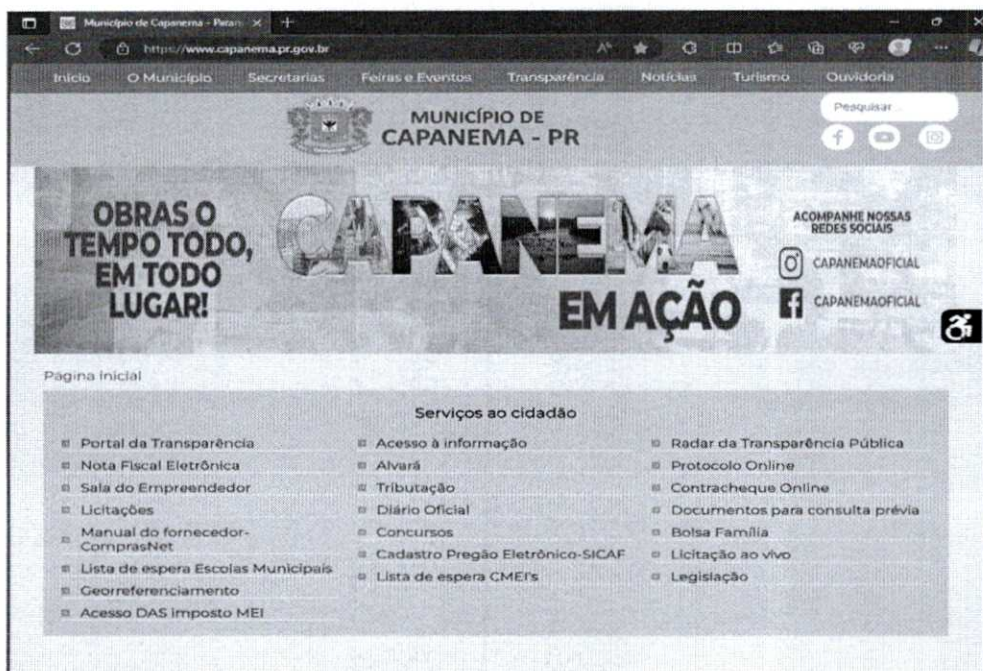 Município de Capanema - Paran
https://www.capanema.pr.gov.br
Início O Município Secretarias Feiras e Eventos Transparência Notícias Turismo Ouvidoria
MUNICÍPIO DE
CAPANEMA - PR
Pesquisar...
OBRAS O
TEMPO TODO,
EM TODO
LUGAR!
CAPANEMA
EM AÇÃO
ACOMPANHE NOSSAS
REDES SOCIAIS
CAPANEMAOFICIAL
CAPANEMAOFICIAL
Página inicial
Serviços ao cidadão
Portal da Transparência
Nota Fiscal Eletrônica
Sala do Empreendedor
Licitações
Manual do fornecedor-
ComprasNet
Lista de espera Escolas Municipais
Georreferenciamento
Acesso DAS imposto MEI
Acesso à informação
Alvará
Tributação
Diário Oficial
Concursos
Cadastro Pregão Eletrônico-SICAF
Lista de espera CMEI's
Radar da Transparência Pública
Protocolo Online
Contracheque Online
Documentos para consulta prévia
Bolsa Família
Licitação ao vivo
Legislação